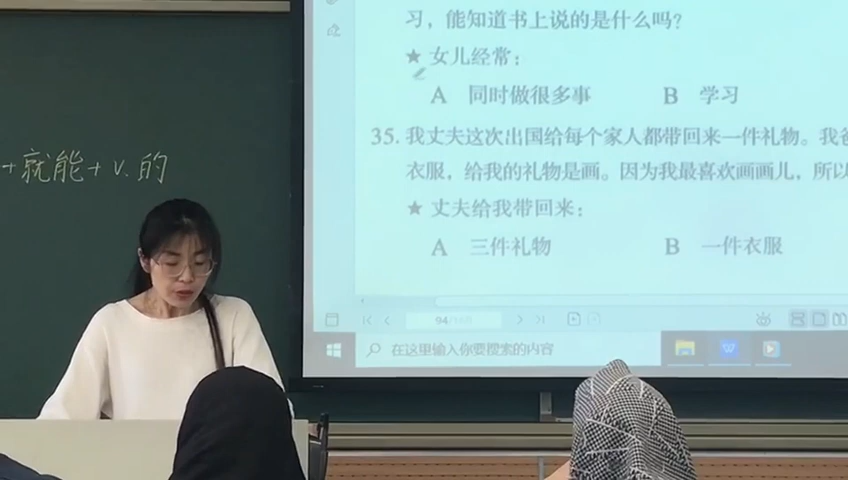 习，能知道书上说的是什么吗？
★ 女儿经常：
A 同时做很多事 B 学习
35. 我丈夫这次出国给每个家人都带回来一件礼物。我爸
衣服，给我的礼物是画。因为我最喜欢画画儿，所以
★ 丈夫给我带回来：
A 三件礼物 B 一件衣服
+就能+v.的
94
在这里输入你要搜索的内容